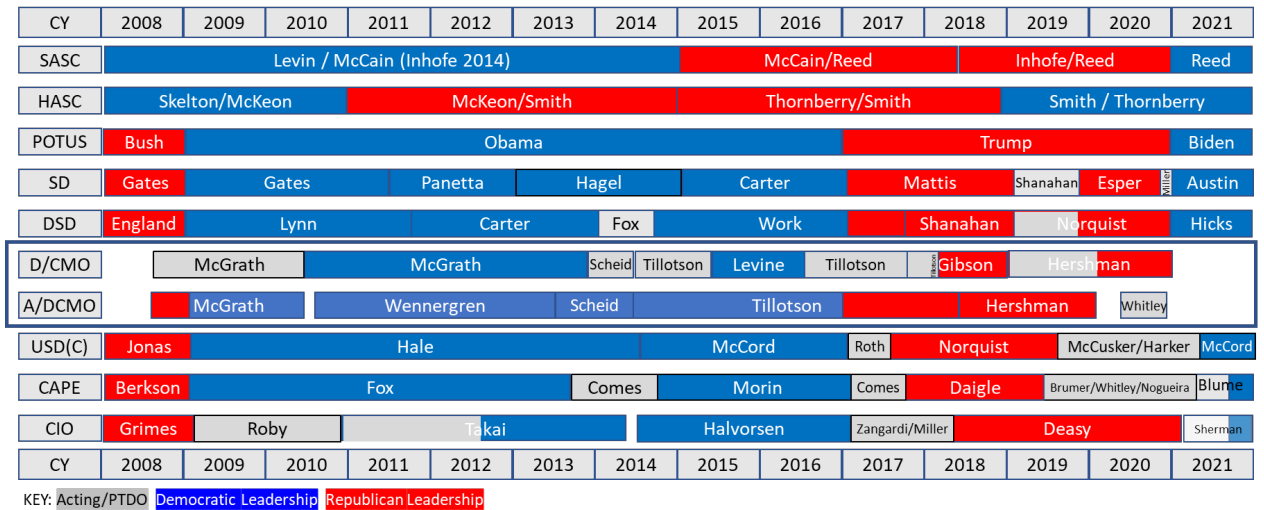 CY 2008 2009 2010 2011 2012 2013 2014 2015 2016 2017 2018 2019 2020 2021
SASC Levin / McCain (Inhofe 2014) McCain/Reed Inhofe/Reed Reed
HASC Skelton/McKeon McKeon/Smith Thornberry/Smith Smith / Thornberry
POTUS Bush Obama Trump Biden
SD Gates Gates Panetta Hagel Carter Mattis Shanahan Esper Miller Austin
DSD England Lynn Carter Fox Work Shanahan Norquist Hicks
D/CMO McGrath McGrath Scheid Tillotson Levine Tillotson Tillotson Gibson Hershman
A/DCMO McGrath Wennergren Scheid Tillotson Hershman Whitley
USD(C) Jonas Hale McCord Roth Norquist McCusker/Harker McCord
CAPE Berkson Fox Comes Morin Comes Daigle Brumer/Whitley/Nogueira Blume
CIO Grimes Roby Takai Halvorsen Zangardi/Miller Deasy Sherman
CY 2008 2009 2010 2011 2012 2013 2014 2015 2016 2017 2018 2019 2020 2021
KEY: Acting/PTDO Democratic Leadership Republican Leadership